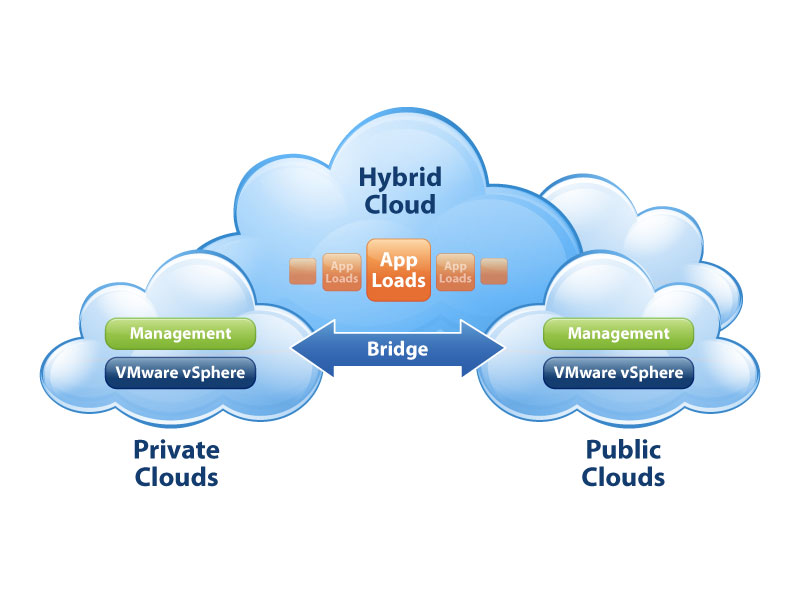 Hybrid
Cloud
App
Loads
App
Loads
App
Loads
Bridge
Management
VMware vSphere
Management
VMware vSphere
Private
Clouds
Public
Clouds